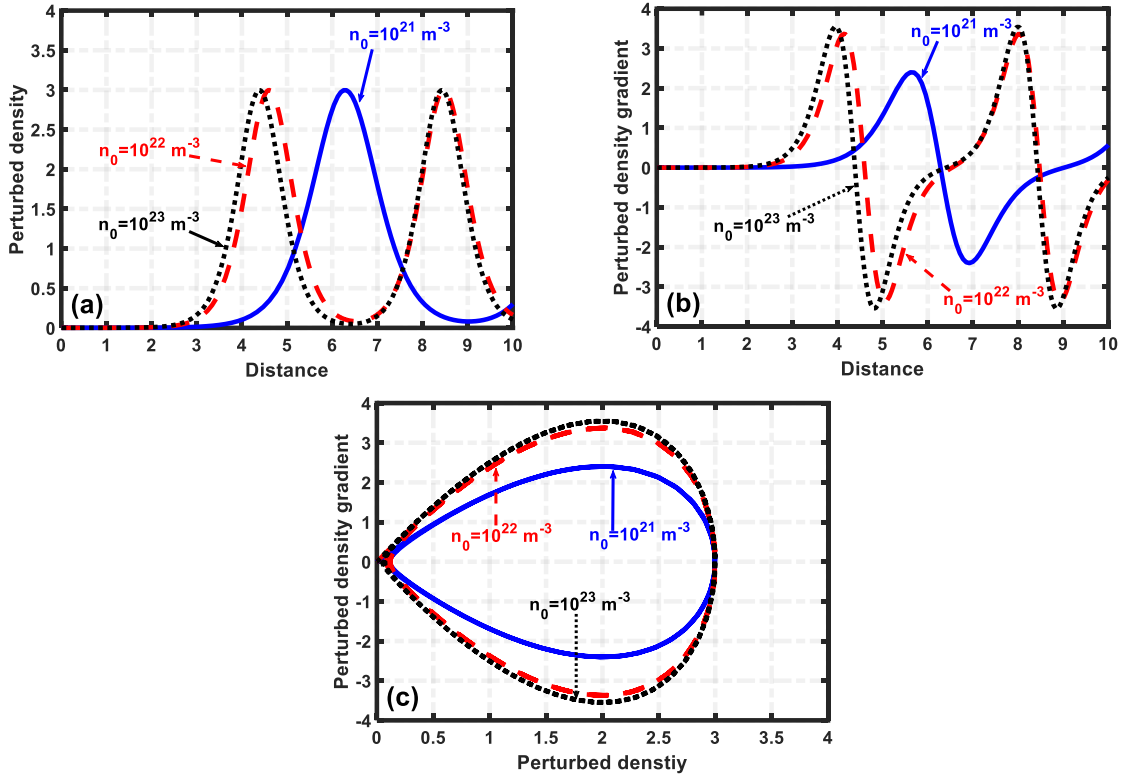 n0=10^21 m^-3
n0=10^22 m^-3
n0=10^23 m^-3
(a)
4
3.5
3
2.5
2
1.5
1
0.5
0
0 1 2 3 4 5 6 7 8 9 10
Perturbed density
Distance
n0=10^21 m^-3
n0=10^23 m^-3
n0=10^22 m^-3
(b)
4
3
2
1
0
-1
-2
-3
-4
0 1 2 3 4 5 6 7 8 9 10
Perturbed density gradient
Distance
n0=10^22 m^-3
n0=10^21 m^-3
n0=10^23 m^-3
(c)
4
3
2
1
0
-1
-2
-3
-4
0 0.5 1 1.5 2 2.5 3 3.5 4
Perturbed density gradient
Perturbed denstiy